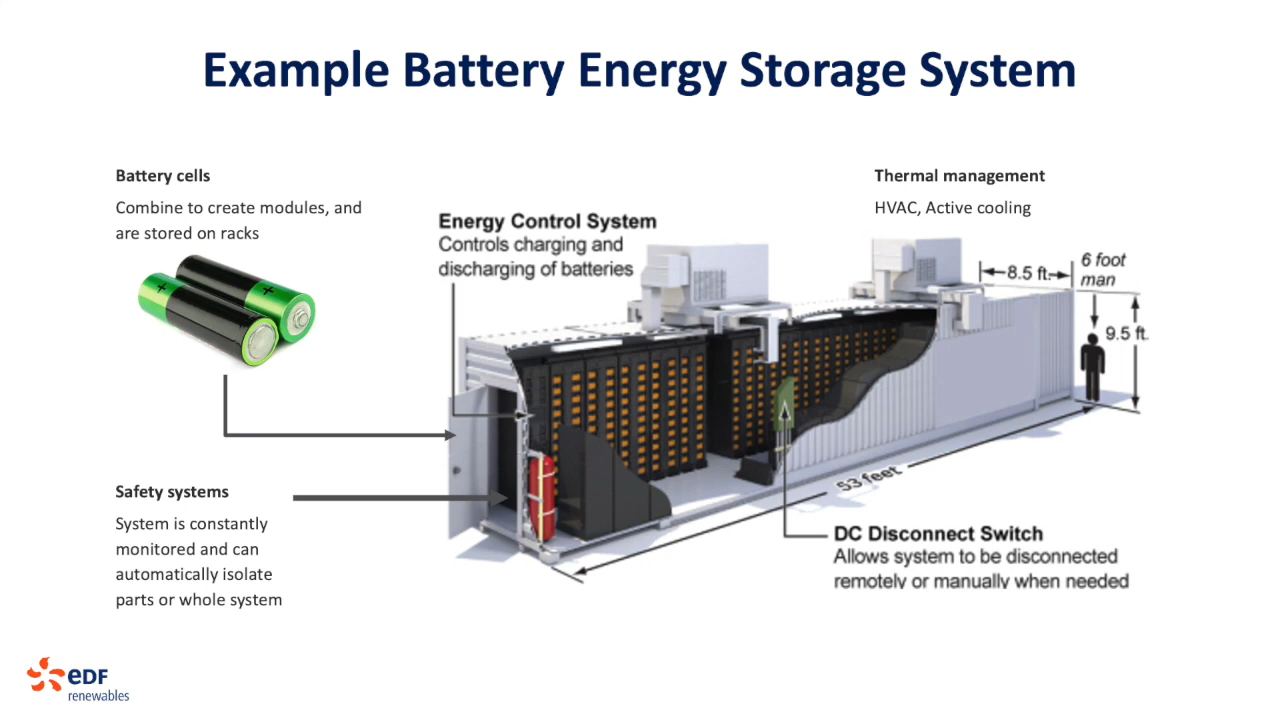 Example Battery Energy Storage System
Battery cells
Combine to create modules, and
are stored on racks
Energy Control System
Controls charging and
discharging of batteries
Thermal management
HVAC, Active cooling
8.5 ft.
6 foot
man
9.5 ft.
53 feet
Safety systems
System is constantly
monitored and can
automatically isolate
parts or whole system
DC Disconnect Switch
Allows system to be disconnected
remotely or manually when needed
eDF
renewables